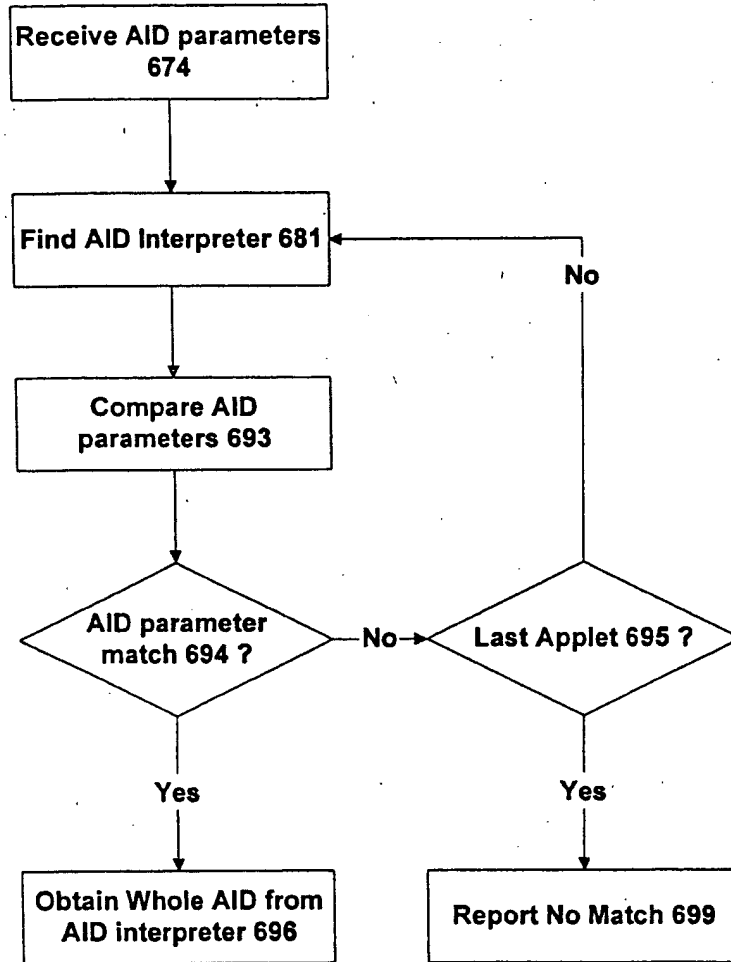 Receive AID parameters
674
Find AID Interpreter 681
No
Compare AID
parameters 693
AID parameter
match 694 ?
No
Last Applet 695 ?
Yes
Yes
Obtain Whole AID from
AID interpreter 696
Report No Match 699